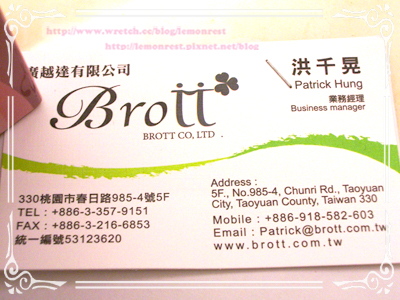 http://www.wretch.cc/blog/lemonrest
http://lemonrest.pixnet.net/blog
廣越達有限公司
Brott
BROTT CO, LTD .
洪千晃
Patrick Hung
業務經理
Business manager
330桃園市春日路985-4號5F
TEL : +886-3-357-9151
FAX : +886-3-216-6853
統一編號53123620
Address :
5F., No.985-4, Chunri Rd., Taoyuan
City, Taoyuan County, Taiwan 330
Mobile : +886-918-582-603
Email : Patrick@brott.com.tw
www.brott.com.tw